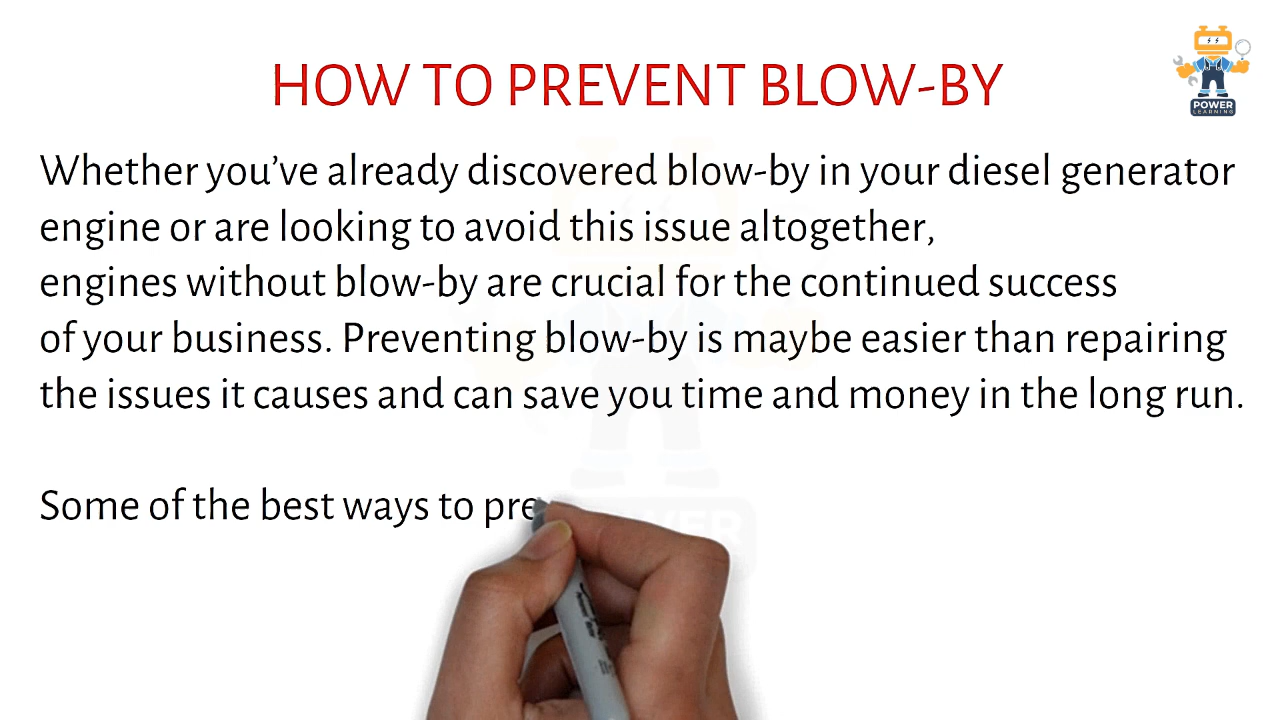 HOW TO PREVENT BLOW-BY
POWER
LEARNING
Whether you’ve already discovered blow-by in your diesel generator
engine or are looking to avoid this issue altogether,
engines without blow-by are crucial for the continued success
of your business. Preventing blow-by is maybe easier than repairing
the issues it causes and can save you time and money in the long run.
Some of the best ways to pre